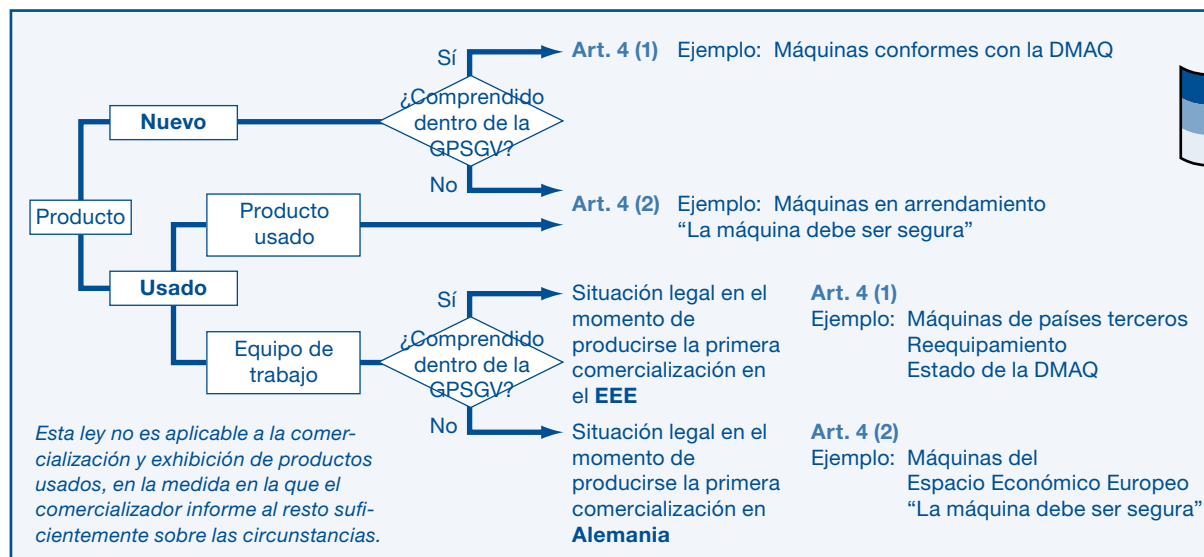 Sí
Art. 4 (1) Ejemplo: Máquinas conformes con la DMAQ
¿Comprendido
dentro de la
GPSGV?
Nuevo
No
Producto
Producto
usado
Art. 4 (2) Ejemplo: Máquinas en arrendamiento
“La máquina debe ser segura”
Usado
Equipo de
trabajo
Sí
¿Comprendido
dentro de la
GPSGV?
No
Situación legal en el
momento de
producirse la primera
comercialización en
el EEE
Art. 4 (1)
Ejemplo: Máquinas de países terceros
Reequipamiento
Estado de la DMAQ
Situación legal en el
momento de
producirse la primera
comercialización en
Alemania
Art. 4 (2)
Ejemplo: Máquinas del
Espacio Económico Europeo
“La máquina debe ser segura”
Esta ley no es aplicable a la comer-
cialización y exhibición de productos
usados, en la medida en la que el
comercializador informe al resto sufi-
cientemente sobre las circunstancias.